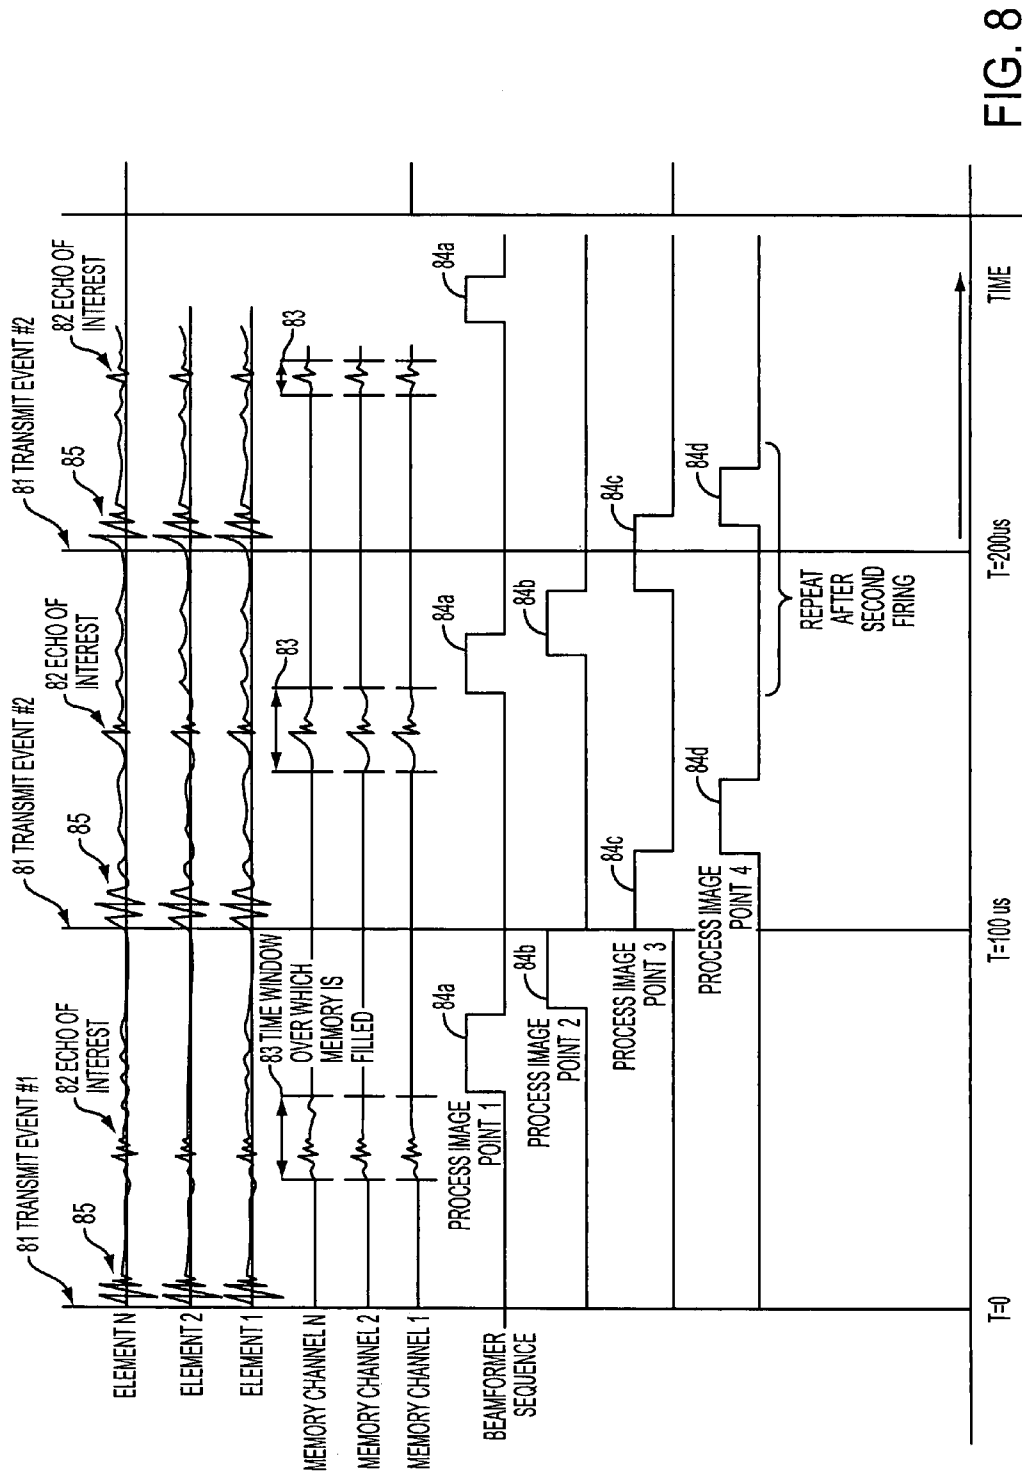 81 TRANSMIT EVENT #1
81 TRANSMIT EVENT #2
81 TRANSMIT EVENT #2
85
82 ECHO OF
INTEREST
85
82 ECHO OF
INTEREST
85
82 ECHO OF
INTEREST
ELEMENT N
ELEMENT 2
ELEMENT 1
83 TIME WINDOW
OVER WHICH
MEMORY IS
FILLED
83
83
MEMORY CHANNEL N
MEMORY CHANNEL 2
MEMORY CHANNEL 1
PROCESS IMAGE
POINT 1
84a
84a
84a
BEAMFORMER
SEQUENCE
PROCESS IMAGE
POINT 2
84b
84b
PROCESS IMAGE
POINT 3
84c
84c
PROCESS IMAGE
POINT 4
84d
84d
REPEAT
AFTER
SECOND
FIRING
T=0
T=100 us
T=200us
TIME
FIG. 8